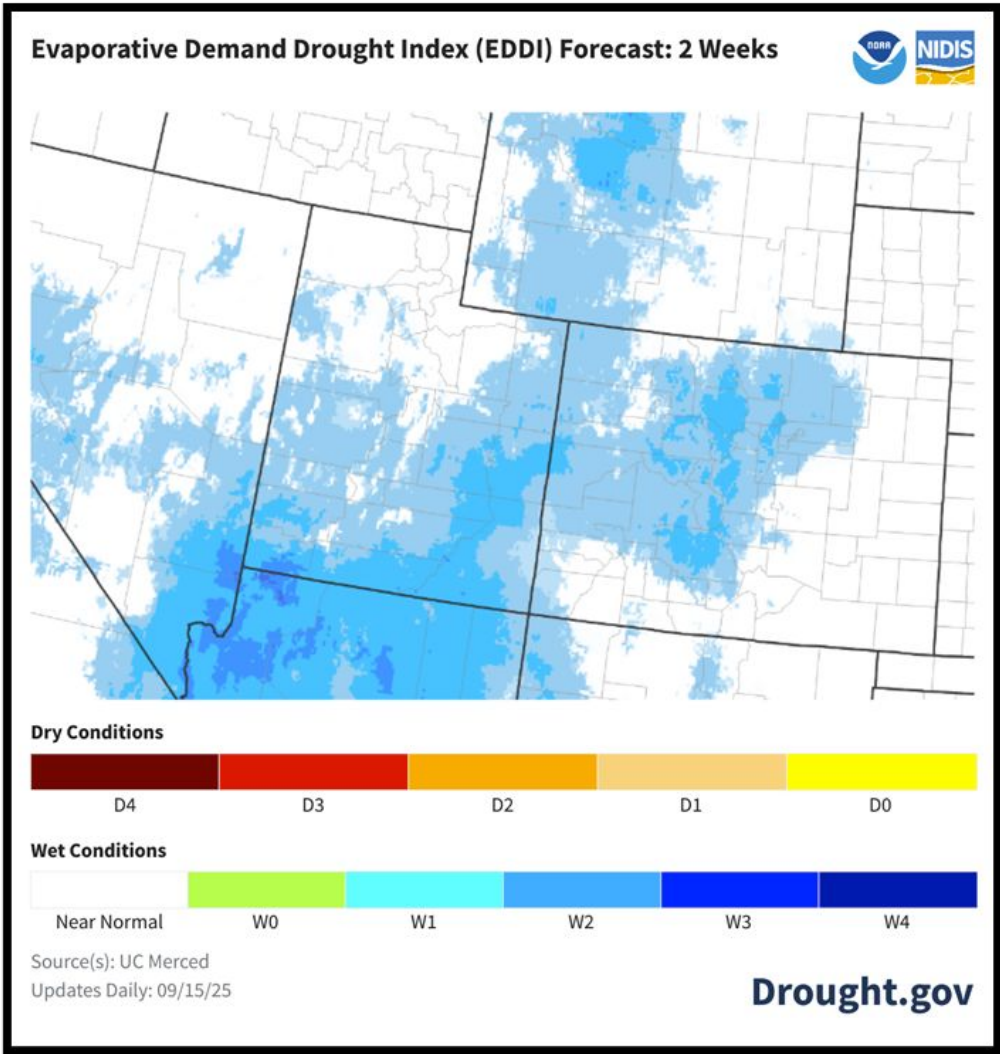 Evaporative Demand Drought Index (EDDI) Forecast: 2 Weeks
NOAA
NIDIS
Dry Conditions
D4 D3 D2 D1 D0
Wet Conditions
Near Normal W0 W1 W2 W3 W4
Source(s): UC Merced
Updates Daily: 09/15/25
Drought.gov